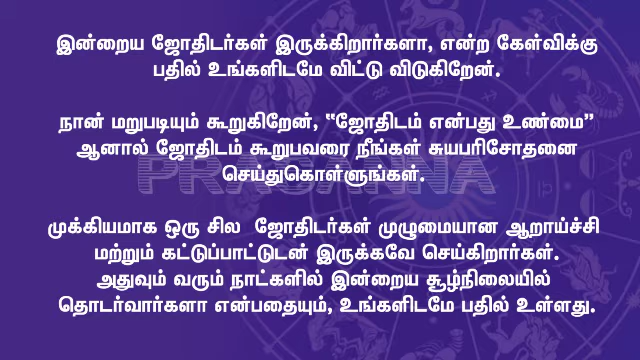 இன்றைய ஜோதிடர்கள் இருக்கிறார்களா, என்ற கேள்விக்கு
பதில் உங்களிடமே விட்டு விடுகிறேன்.
நான் மறுபடியும் கூறுகிறேன், “ஜோதிடம் என்பது உண்மை”
ஆனால் ஜோதிடம் கூறுபவரை நீங்கள் சுயபரிசோதனை
செய்துகொள்ளுங்கள்.
PRASANNA
முக்கியமாக ஒரு சில ஜோதிடர்கள் முழுமையான ஆறாய்ச்சி
மற்றும் கட்டுப்பாட்டுடன் இருக்கவே செய்கிறார்கள்.
அதுவும் வரும் நாட்களில் இன்றைய சூழ்நிலையில்
தொடர்வார்களா என்பதையும், உங்களிடமே பதில் உள்ளது.